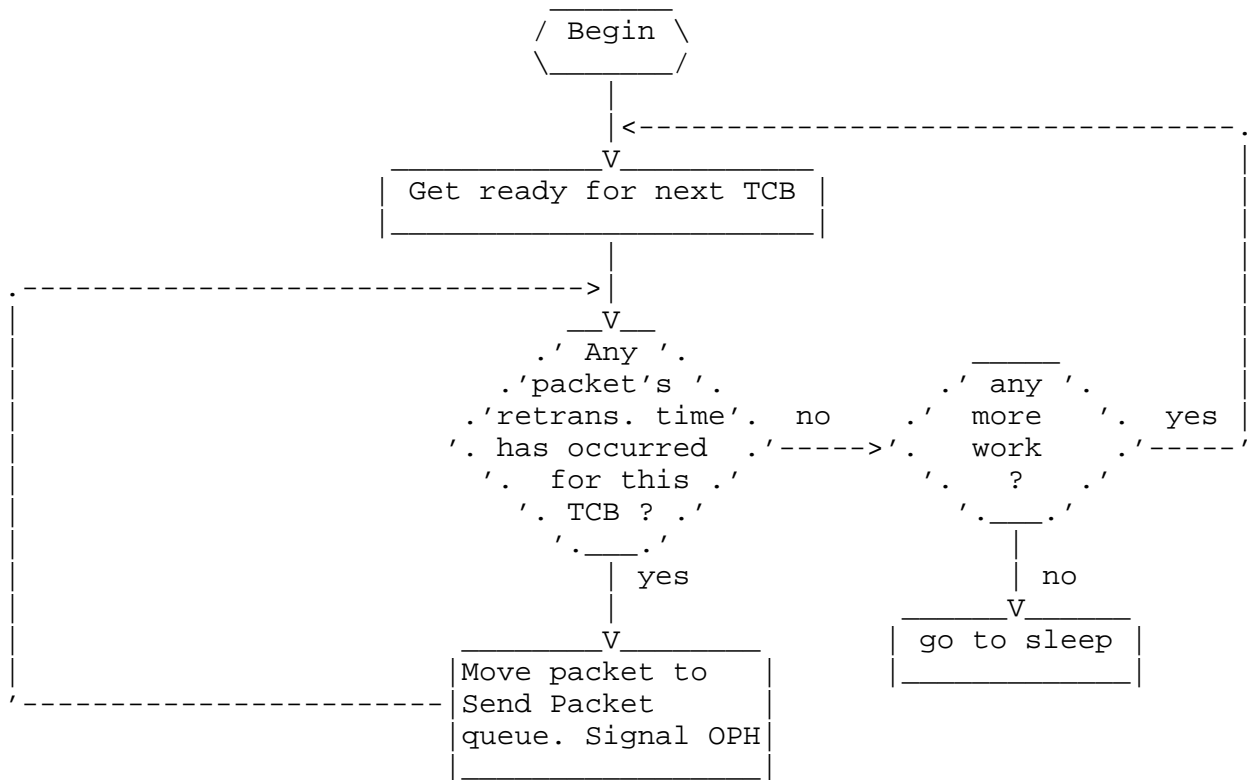 Begin
Get ready for next TCB
Any
packet's
retrans. time
has occurred
for this
TCB ?
no
any
more
work
?
yes
yes
no
Move packet to
Send Packet
queue. Signal OPH
go to sleep